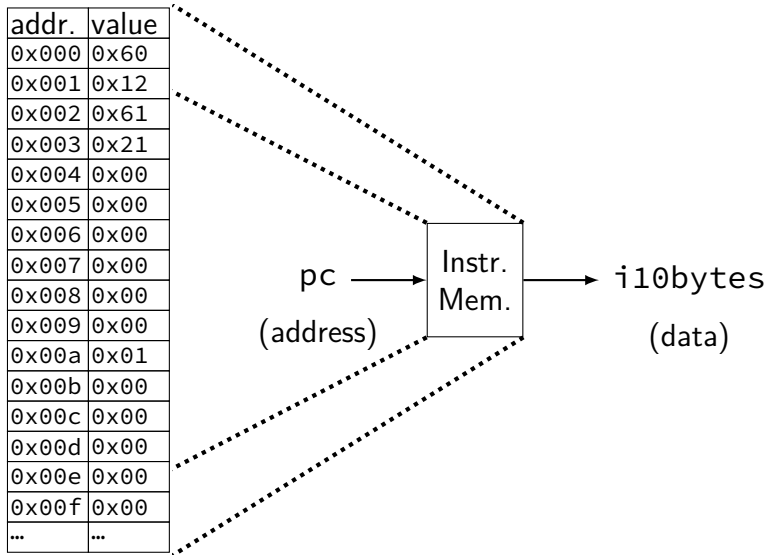 addr. value
0x000 0x60
0x001 0x12
0x002 0x61
0x003 0x21
0x004 0x00
0x005 0x00
0x006 0x00
0x007 0x00
0x008 0x00
0x009 0x00
0x00a 0x01
0x00b 0x00
0x00c 0x00
0x00d 0x00
0x00e 0x00
0x00f 0x00
… …
pc
(address)
Instr.
Mem.
i10bytes
(data)